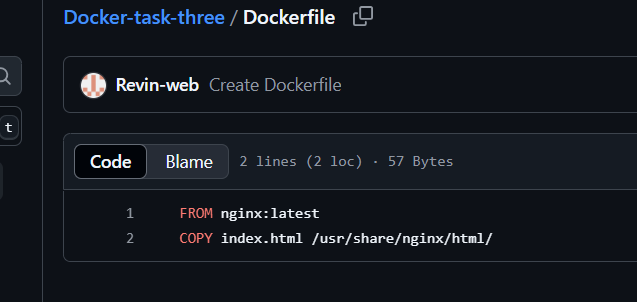 Docker-task-three / Dockerfile
Revin-web Create Dockerfile
t
Code Blame 2 lines (2 loc) · 57 Bytes
1 FROM nginx:latest
2 COPY index.html /usr/share/nginx/html/